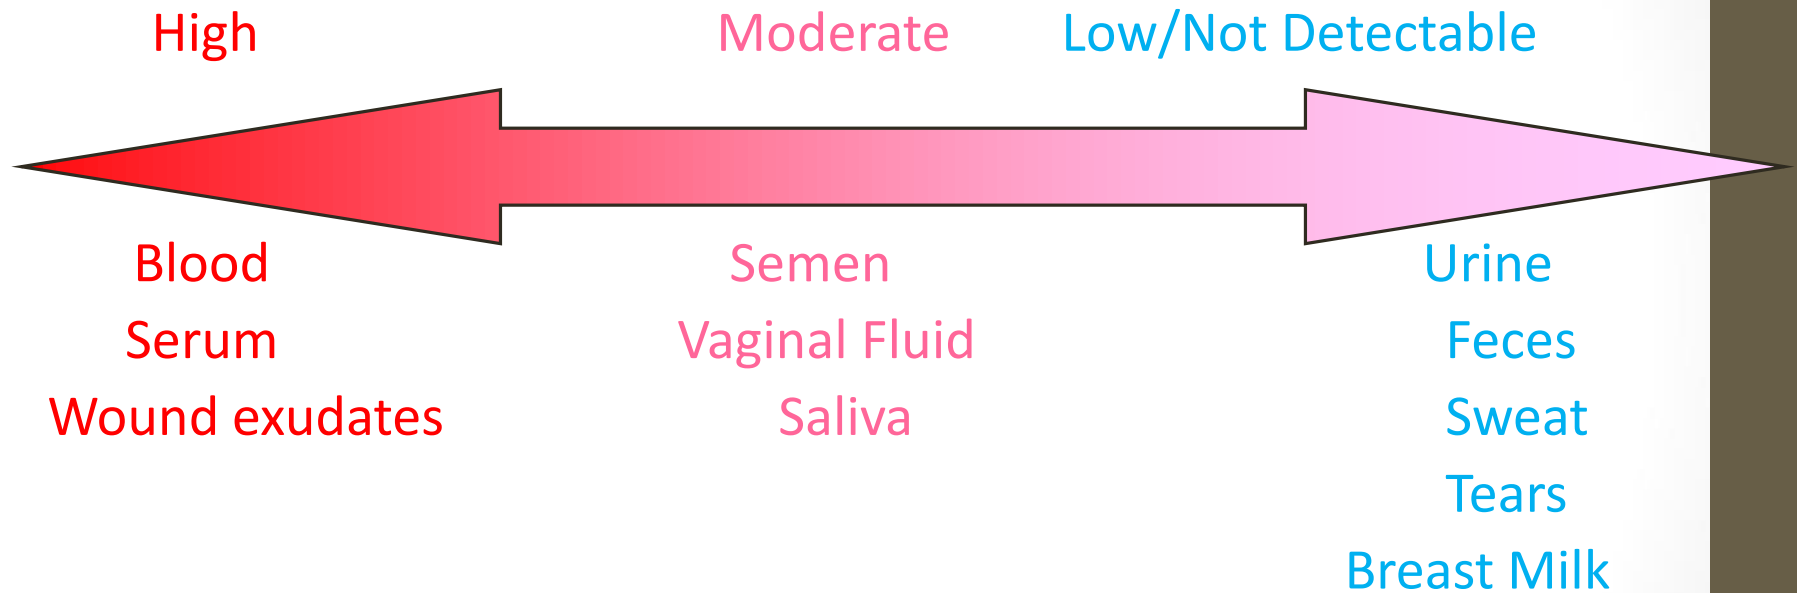 High Moderate Low/Not Detectable
Blood Semen Urine
Serum Vaginal Fluid Feces
Wound exudates Saliva Sweat
Tears
Breast Milk